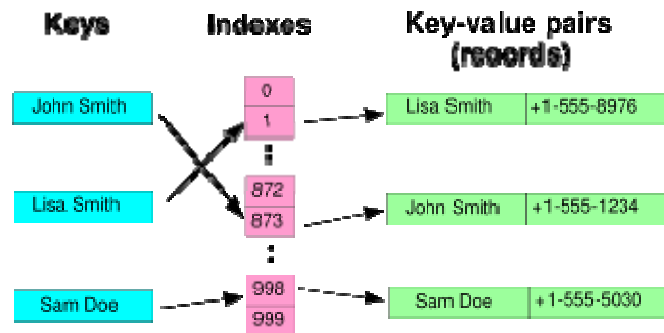 Keys Indexes Key-value pairs
(records)
0
John Smith
Lisa Smith +1-555-8976
1
872
Lisa Smith
873
John Smith +1-555-1234
998
Sam Doe
Sam Doe +1-555-5030
999